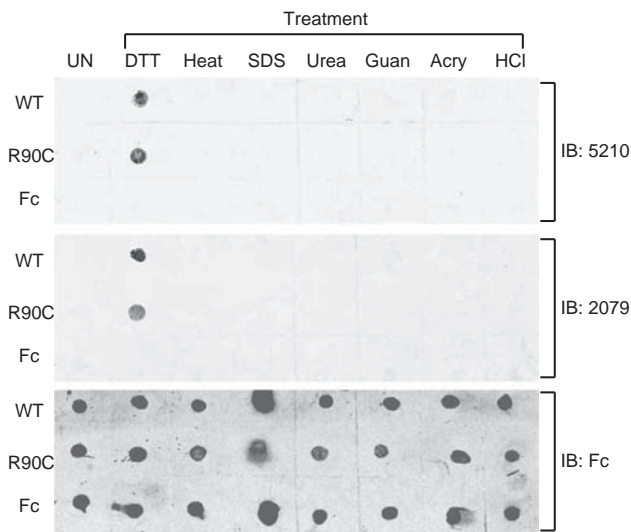 Treatment
UN DTT Heat SDS Urea Guan Acry HCl
WT
R90C
Fc
IB: 5210
WT
R90C
Fc
IB: 2079
WT
R90C
Fc
IB: Fc